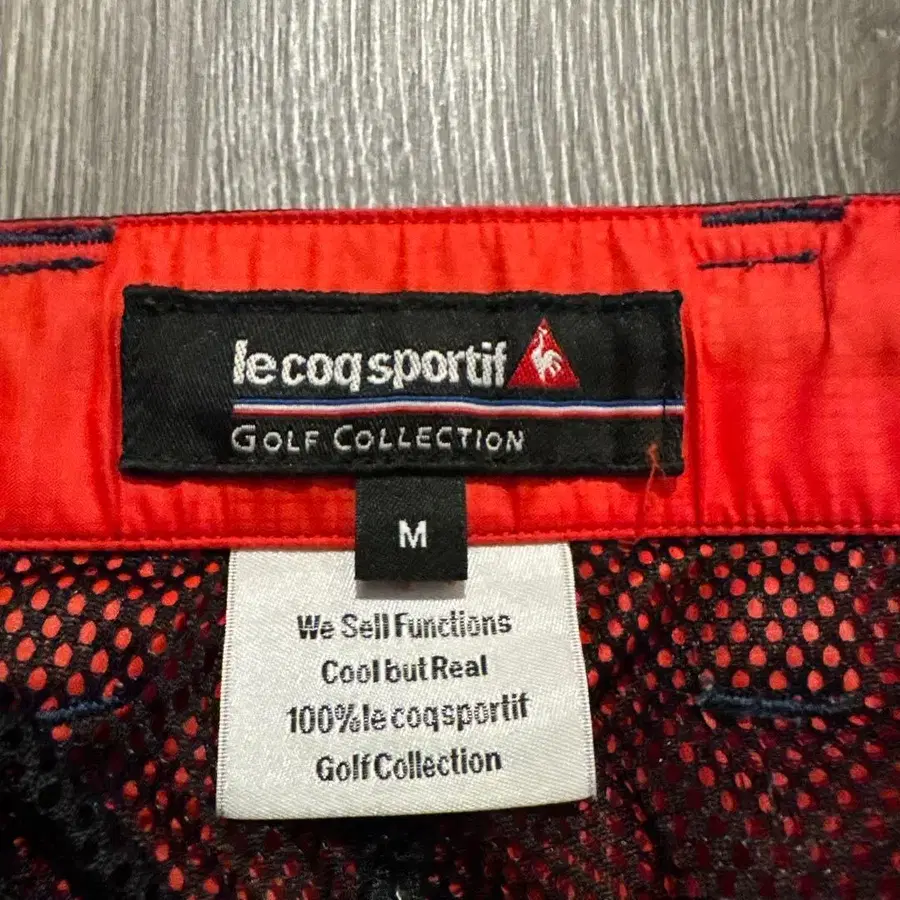 le coq sportif
GOLF COLLECTION
M
We Sell Functions
Cool but Real
100% le coq sportif
Golf Collection